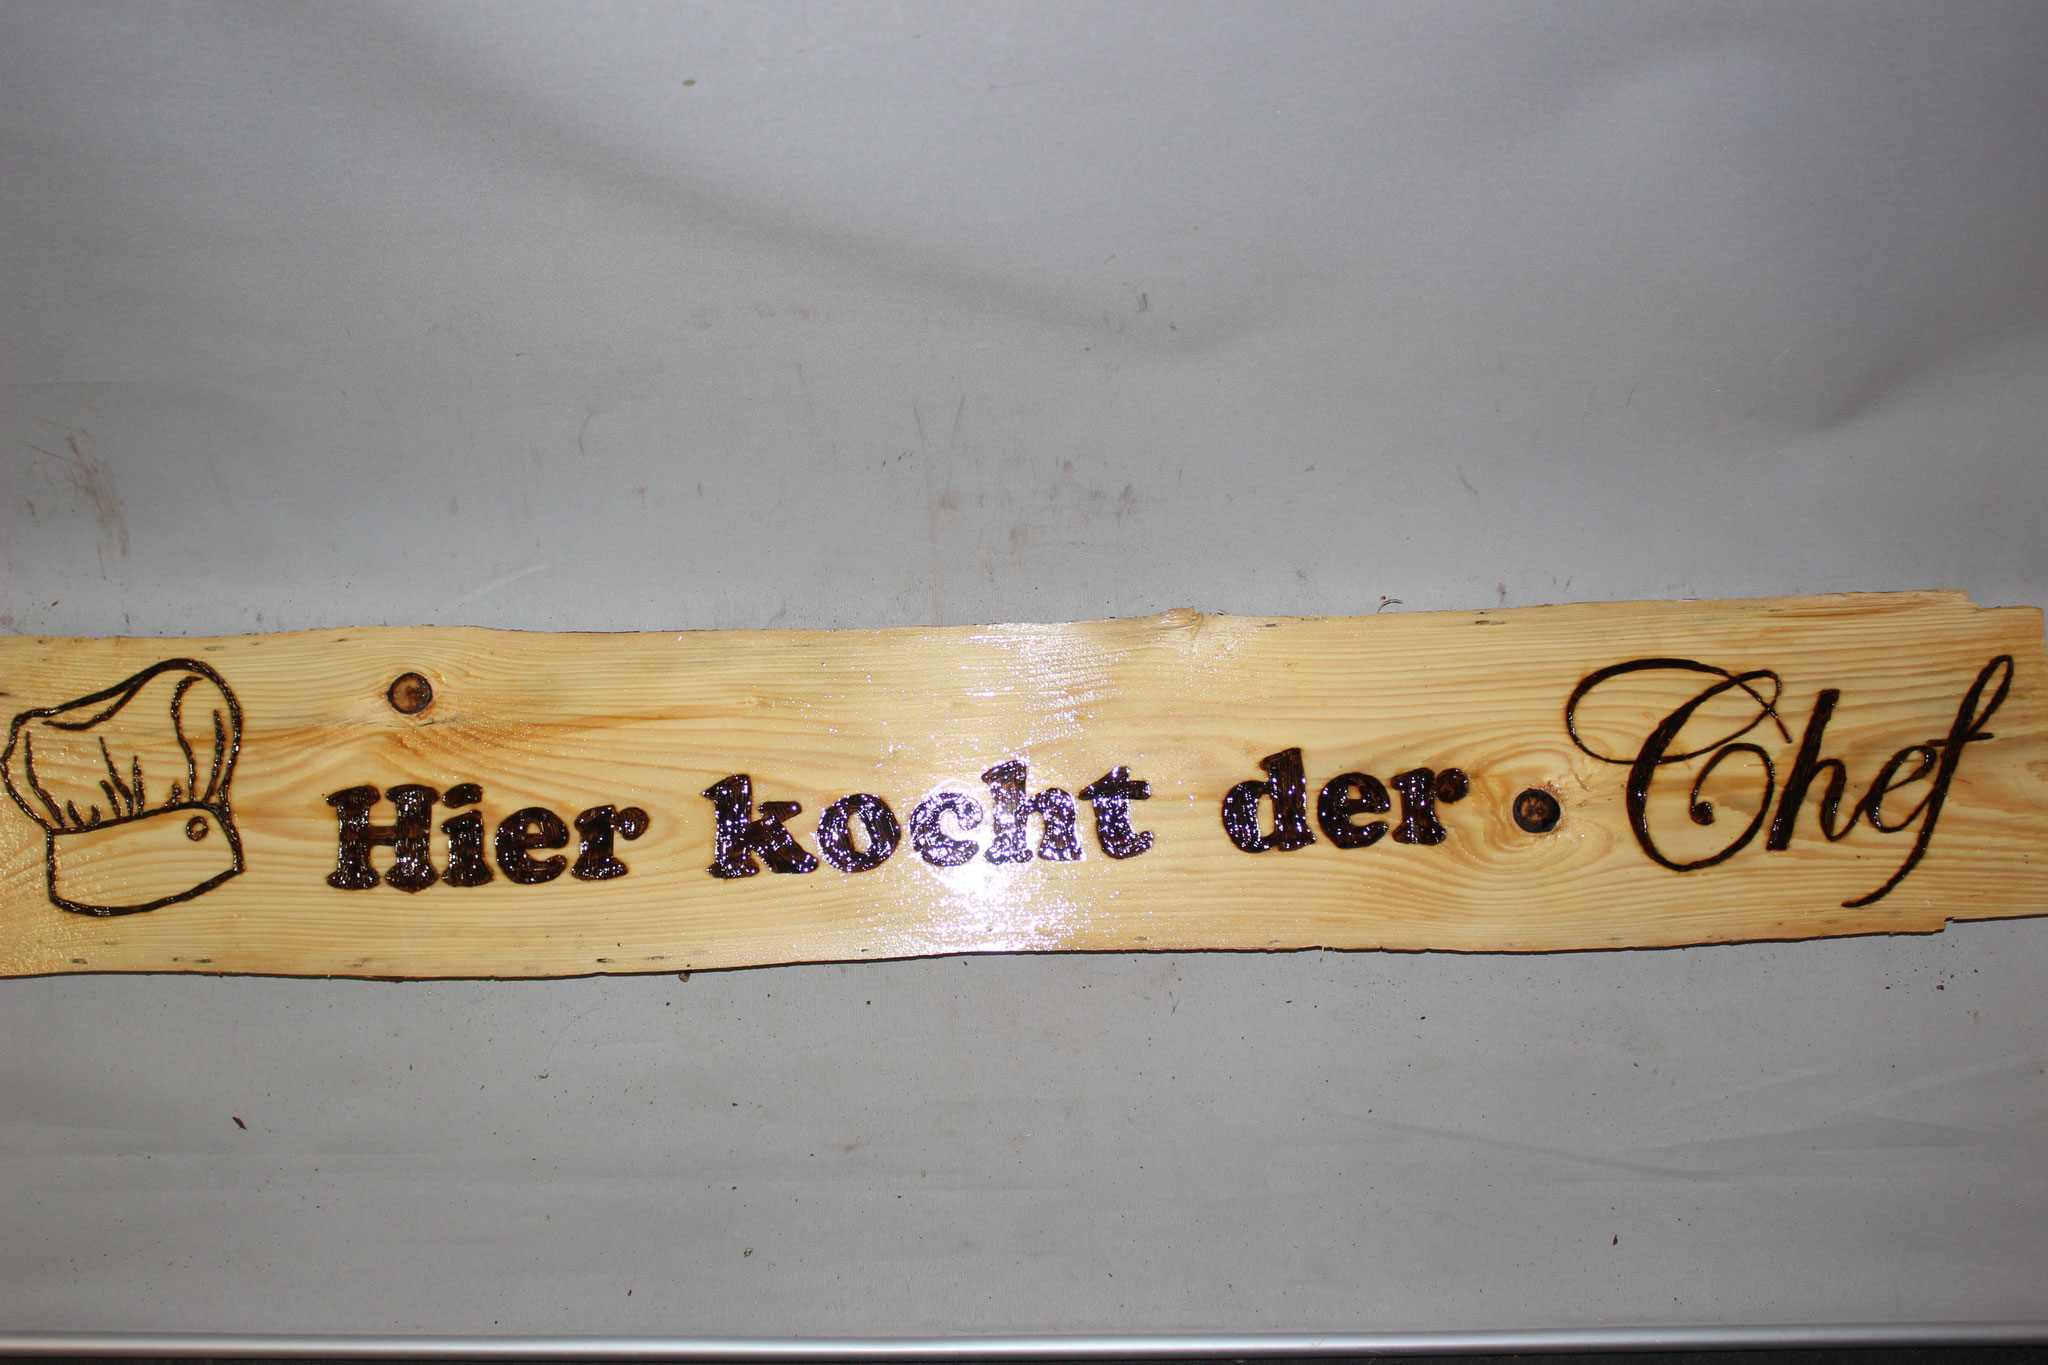 Hier kocht der Chef